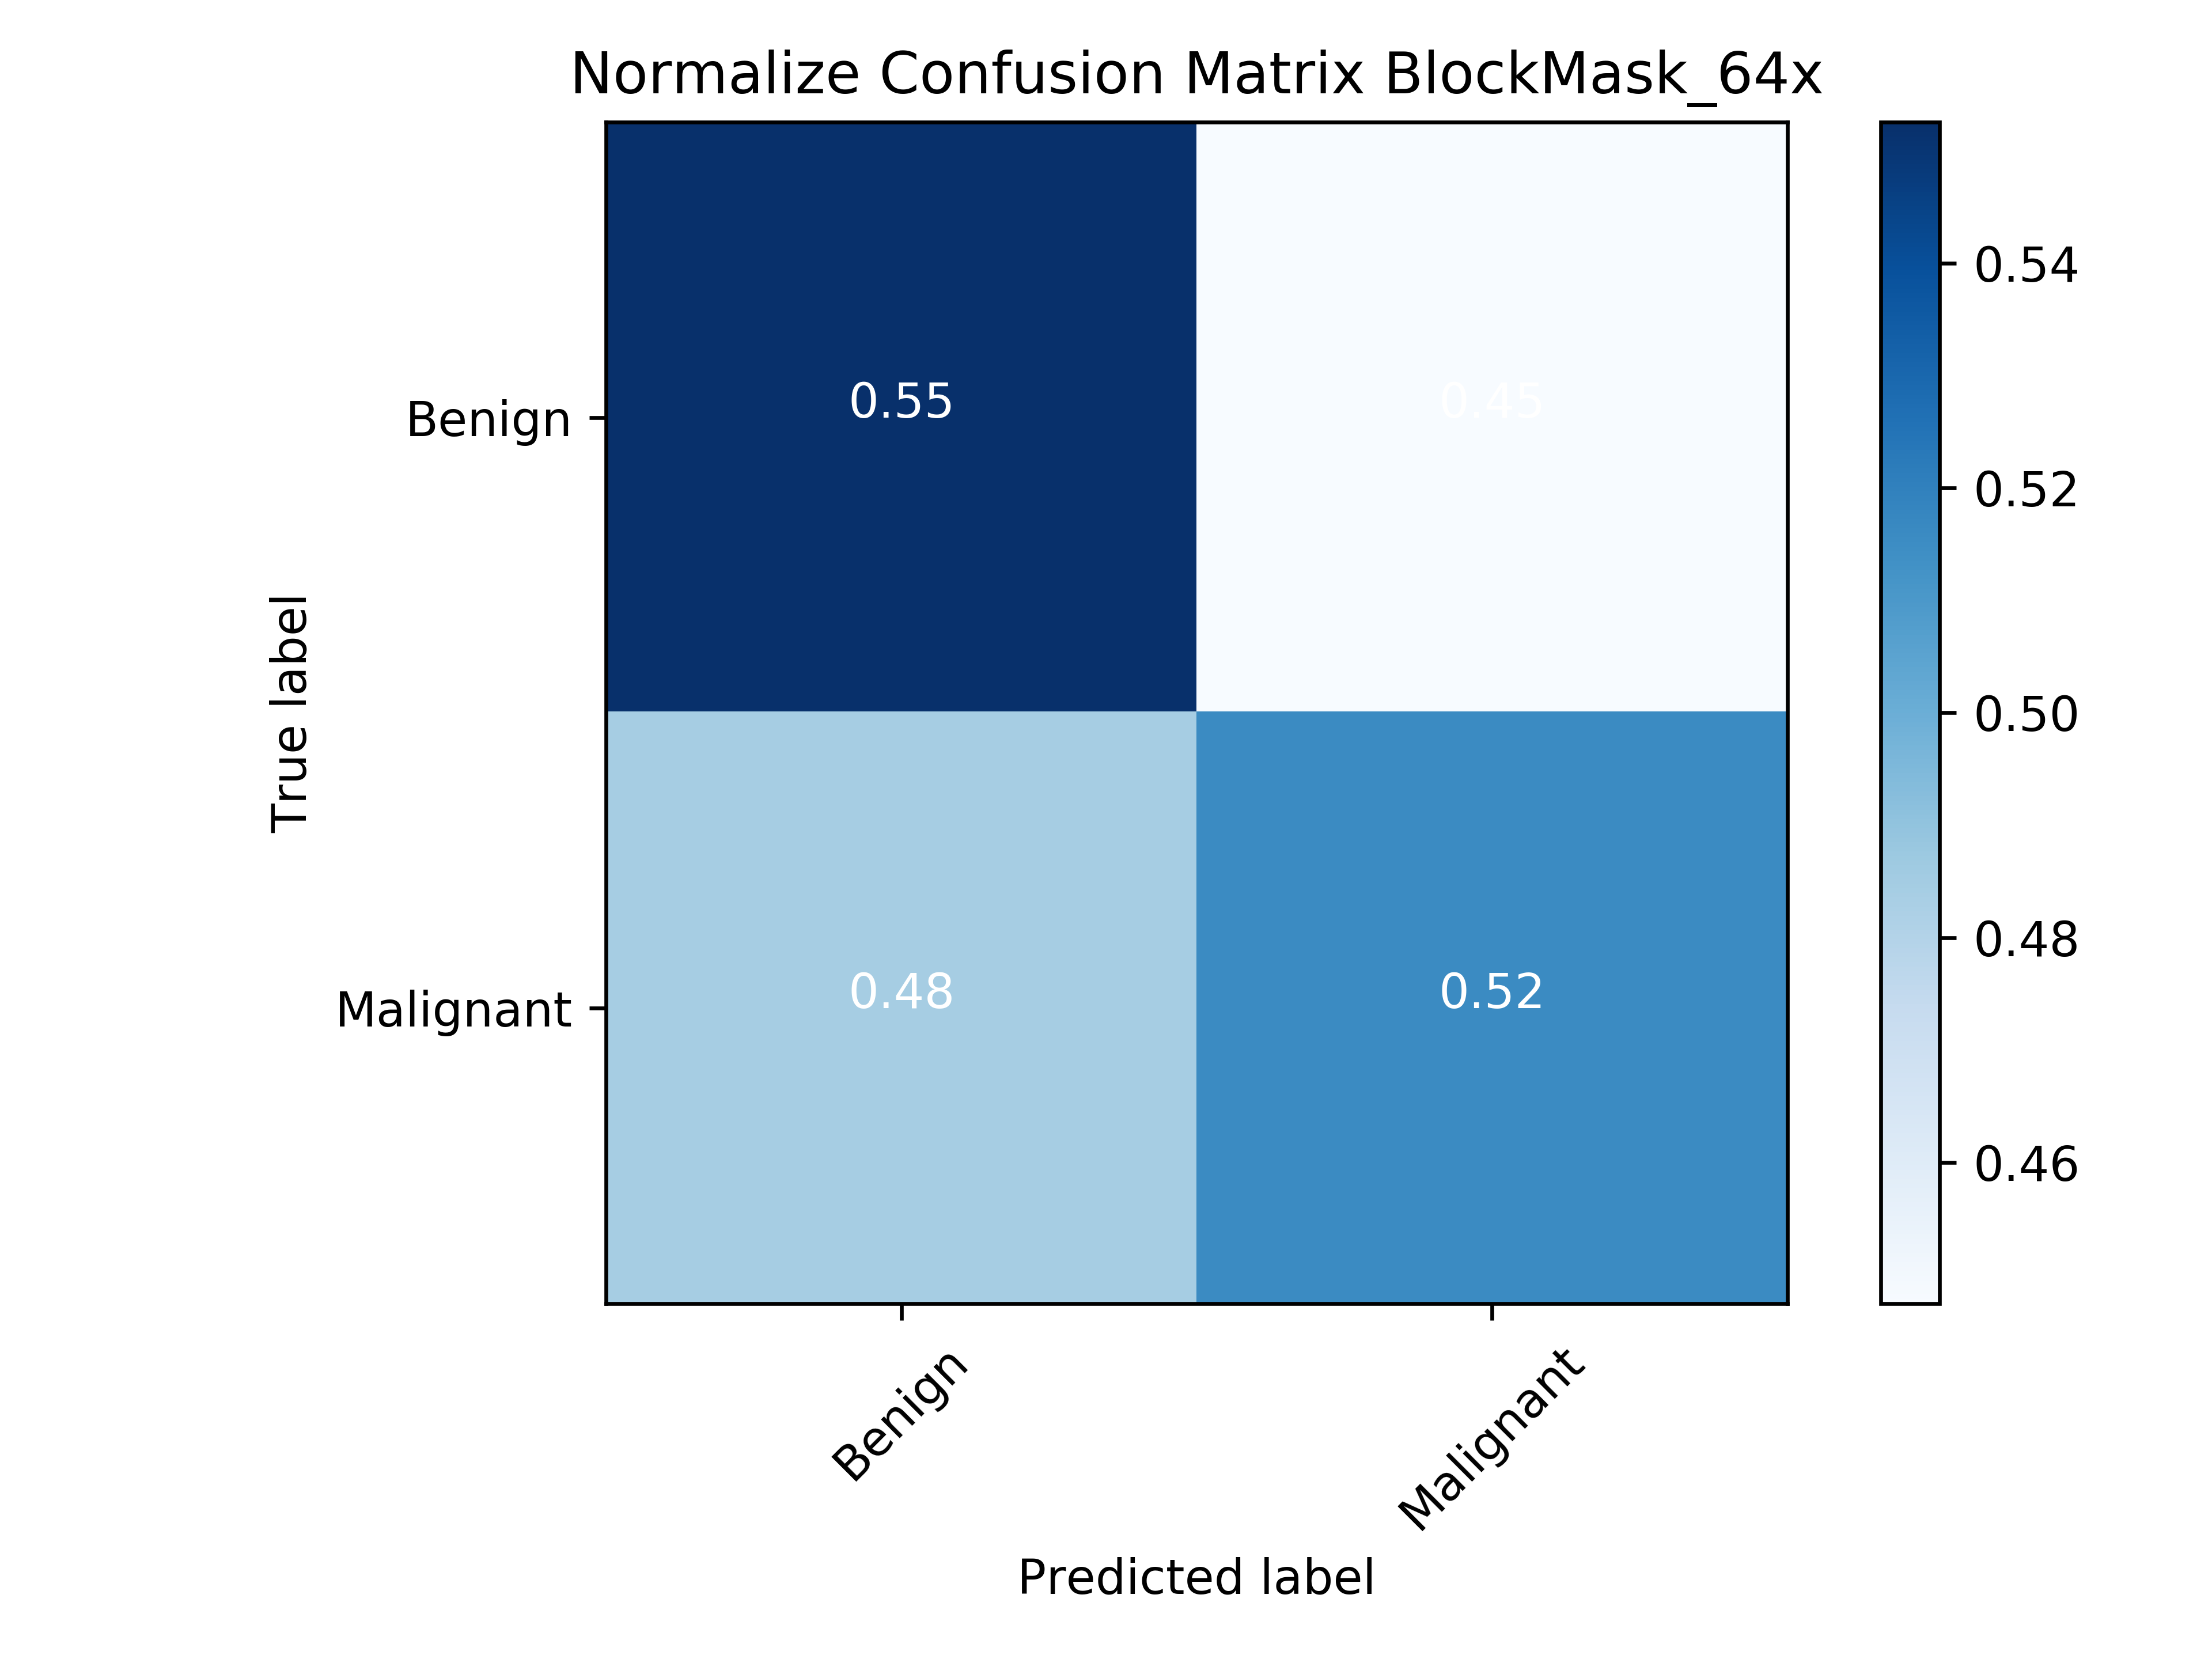 Normalize Confusion Matrix BlockMask_64x
True label
Benign
Malignant
0.55 0.45
0.48 0.52
Benign Malignant
Predicted label
0.54
0.52
0.50
0.48
0.46